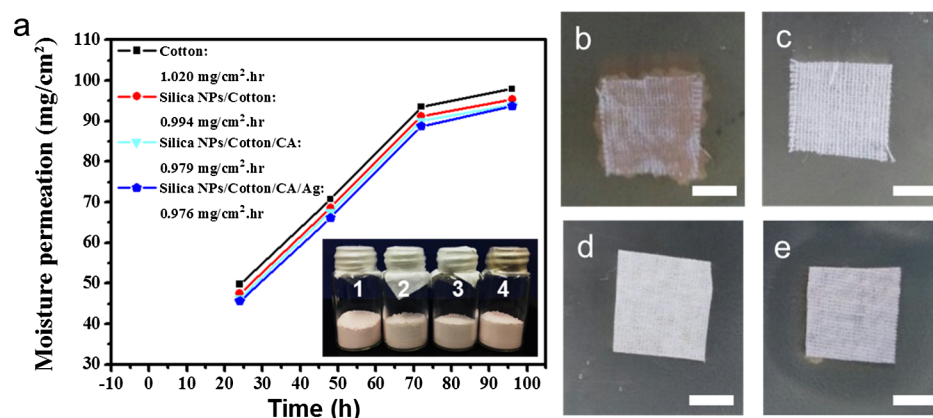 a
Moisture permeation (mg/cm²)
110
100
90
80
70
60
50
40
30
Cotton:
1.020 mg/cm².hr
Silica NPs/Cotton:
0.994 mg/cm².hr
Silica NPs/Cotton/CA:
0.979 mg/cm².hr
Silica NPs/Cotton/CA/Ag:
0.976 mg/cm².hr
1 2 3 4
-10 0 10 20 30 40 50 60 70 80 90 100
Time (h)
b
c
d
e